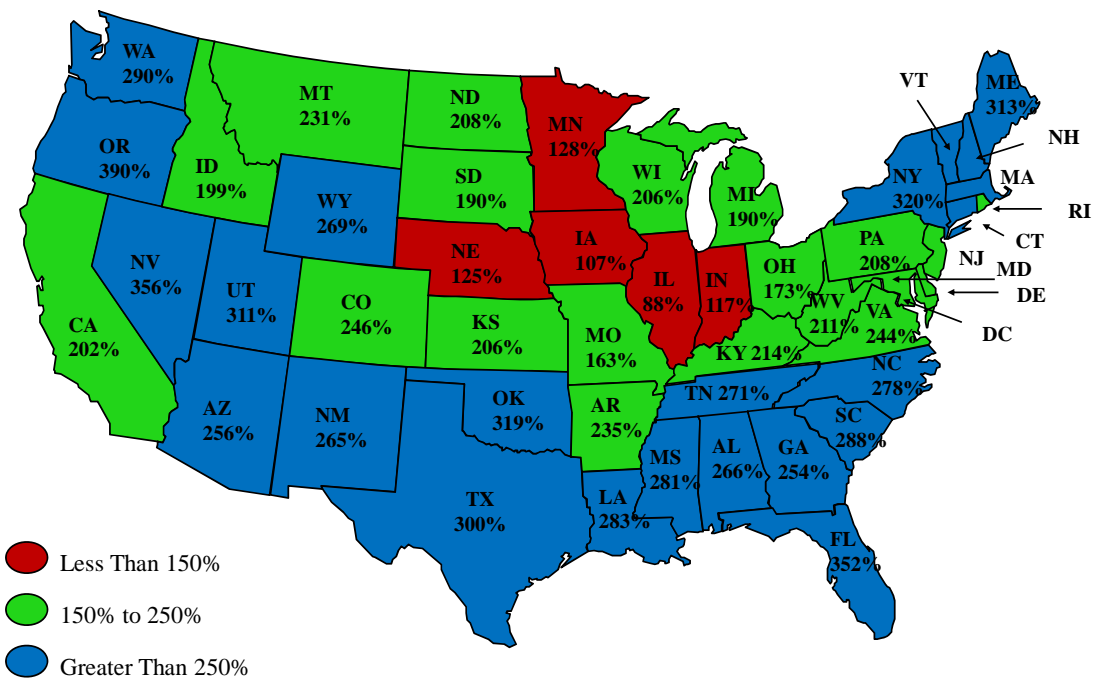 WA
290%
MT
231%
ND
208%
MN
128%
VT
ME
313%
OR
390%
ID
199%
NH
WY
269%
SD
190%
WI
206%
MI
190%
NY
320%
MA
RI
CT
NV
356%
UT
311%
NE
125%
IA
107%
IL
88%
IN
117%
OH
173%
PA
208%
NJ
MD
DE
DC
CA
202%
CO
246%
KS
206%
MO
163%
WV
211%
VA
244%
KY 214%
NC
278%
TN 271%
AZ
256%
NM
265%
OK
319%
AR
235%
SC
288%
MS
281%
AL
266%
GA
254%
TX
300%
LA
283%
FL
352%
Less Than 150%
150% to 250%
Greater Than 250%